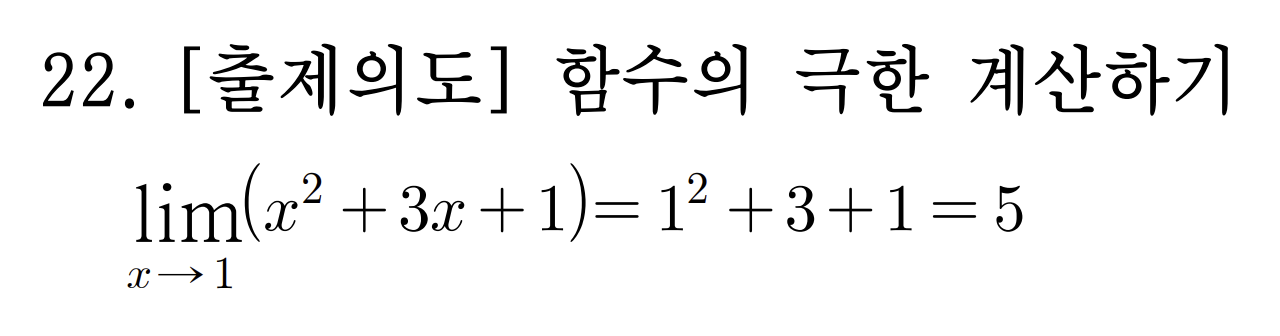 22. [출제의도] 함수의 극한 계산하기
lim_{x→1}(x² + 3x + 1) = 1² + 3 + 1 = 5